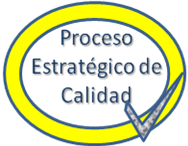 Proceso
Estratégico de
Calidad